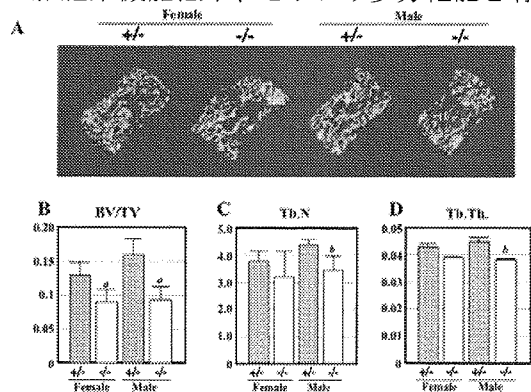 Female Male
A +/- -/- +/- -/-
B BV/TV
0.20
0.15
0.1
0.05
0
a a
+/- -/- +/- -/-
Female Male
C Tb.N
5.0
4.0
3.0
2.0
1.0
0.0
b
+/- -/- +/- -/-
Female Male
D Tb.Th.
0.05
0.04
0.03
0.02
0.01
0
b
+/- -/- +/- -/-
Female Male